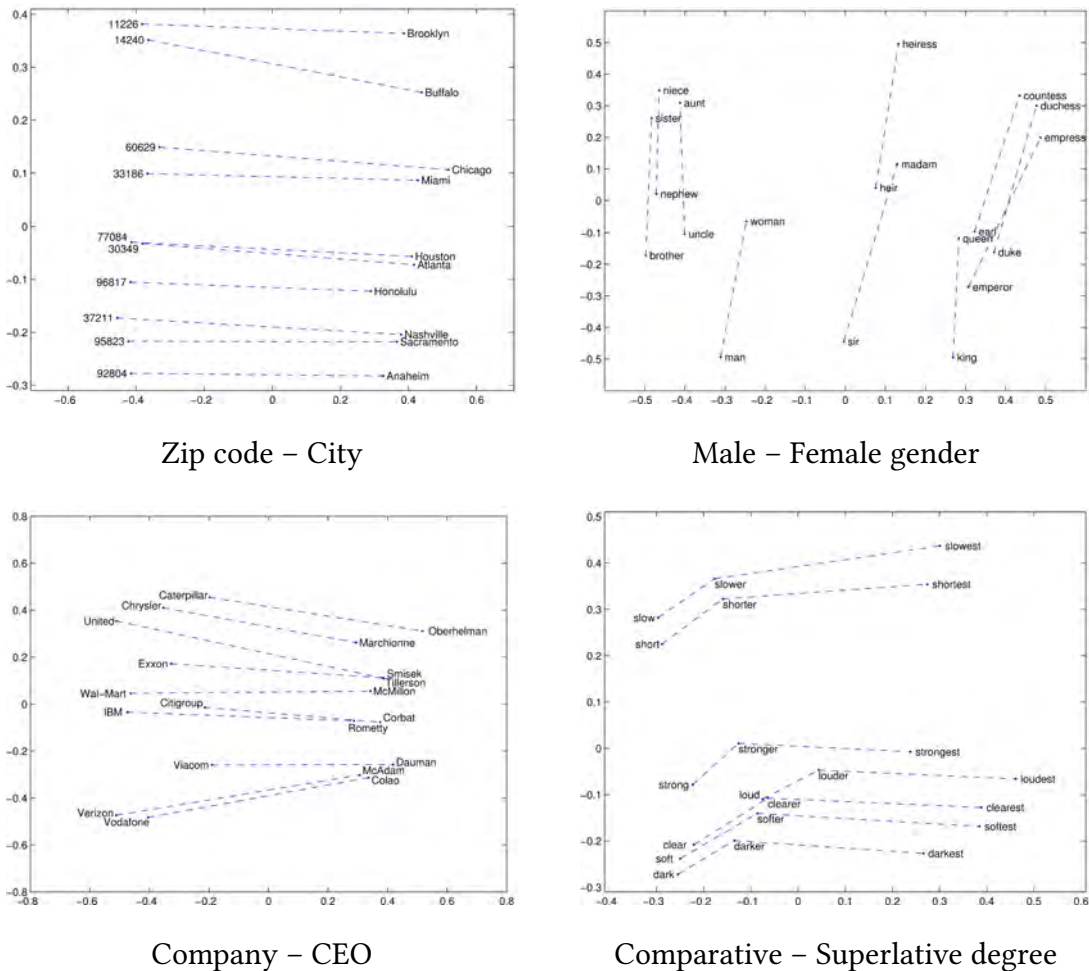 0.4
0.3
0.2
0.1
0
−0.1
−0.2
−0.3
11226
Brooklyn
14240
Buffalo
60629
Chicago
33186
Miami
77084
30349
Houston
Atlanta
96817
Honolulu
37211
Nashville
95823
Sacramento
92804
Anaheim
−0.6 −0.4 −0.2 0 0.2 0.4 0.6
Zip code – City
0.5
0.4
0.3
0.2
0.1
0
−0.1
−0.2
−0.3
−0.4
−0.5
heiress
niece
aunt
sister
countess
duchess
empress
madam
nephew
heir
woman
uncle
earl
queen
brother
duke
emperor
sir
man
king
−0.5 −0.4 −0.3 −0.2 −0.1 0 0.1 0.2 0.3 0.4 0.5
Male – Female gender
0.8
0.6
0.4
0.2
0
−0.2
−0.4
−0.6
−0.8
Caterpillar
Chrysler
United
Oberhelman
Marchionne
Exxon
Smisek
Tillerson
Wal−Mart
McMillon
Citigroup
IBM
Corbat
Rometty
Viacom
Dauman
McAdam
Colao
Verizon
Vodafone
−0.8 −0.6 −0.4 −0.2 0 0.2 0.4 0.6 0.8
Company – CEO
0.5
0.4
0.3
0.2
0.1
0
−0.1
−0.2
−0.3
slowest
slower
shortest
shorter
slow
short
stronger
strongest
strong
louder
loudest
loud
clearer
clearest
softer
softest
clear
darker
soft
darkest
dark
−0.4 −0.3 −0.2 −0.1 0 0.1 0.2 0.3 0.4 0.5 0.6
Comparative – Superlative degree